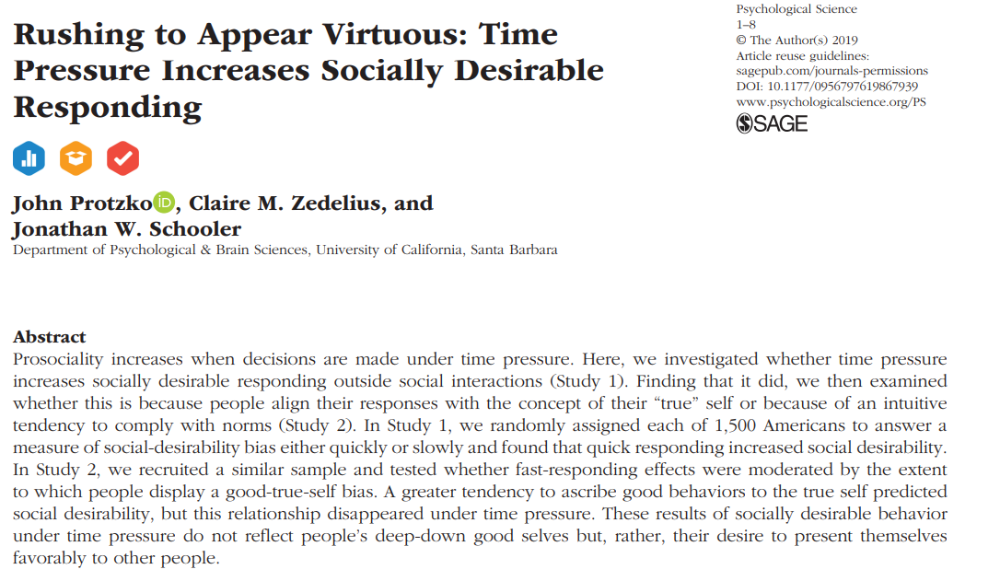 Rushing to Appear Virtuous: Time
Pressure Increases Socially Desirable
Responding
Psychological Science
1–8
© The Author(s) 2019
Article reuse guidelines:
sagepub.com/journals-permissions
DOI: 10.1177/0956797619867939
www.psychologicalscience.org/PS
SAGE
John Protzko iD, Claire M. Zedelius, and
Jonathan W. Schooler
Department of Psychological & Brain Sciences, University of California, Santa Barbara
Abstract
Prosociality increases when decisions are made under time pressure. Here, we investigated whether time pressure
increases socially desirable responding outside social interactions (Study 1). Finding that it did, we then examined
whether this is because people align their responses with the concept of their “true” self or because of an intuitive
tendency to comply with norms (Study 2). In Study 1, we randomly assigned each of 1,500 Americans to answer a
measure of social-desirability bias either quickly or slowly and found that quick responding increased social desirability.
In Study 2, we recruited a similar sample and tested whether fast-responding effects were moderated by the extent
to which people display a good-true-self bias. A greater tendency to ascribe good behaviors to the true self predicted
social desirability, but this relationship disappeared under time pressure. These results of socially desirable behavior
under time pressure do not reflect people’s deep-down good selves but, rather, their desire to present themselves
favorably to other people.